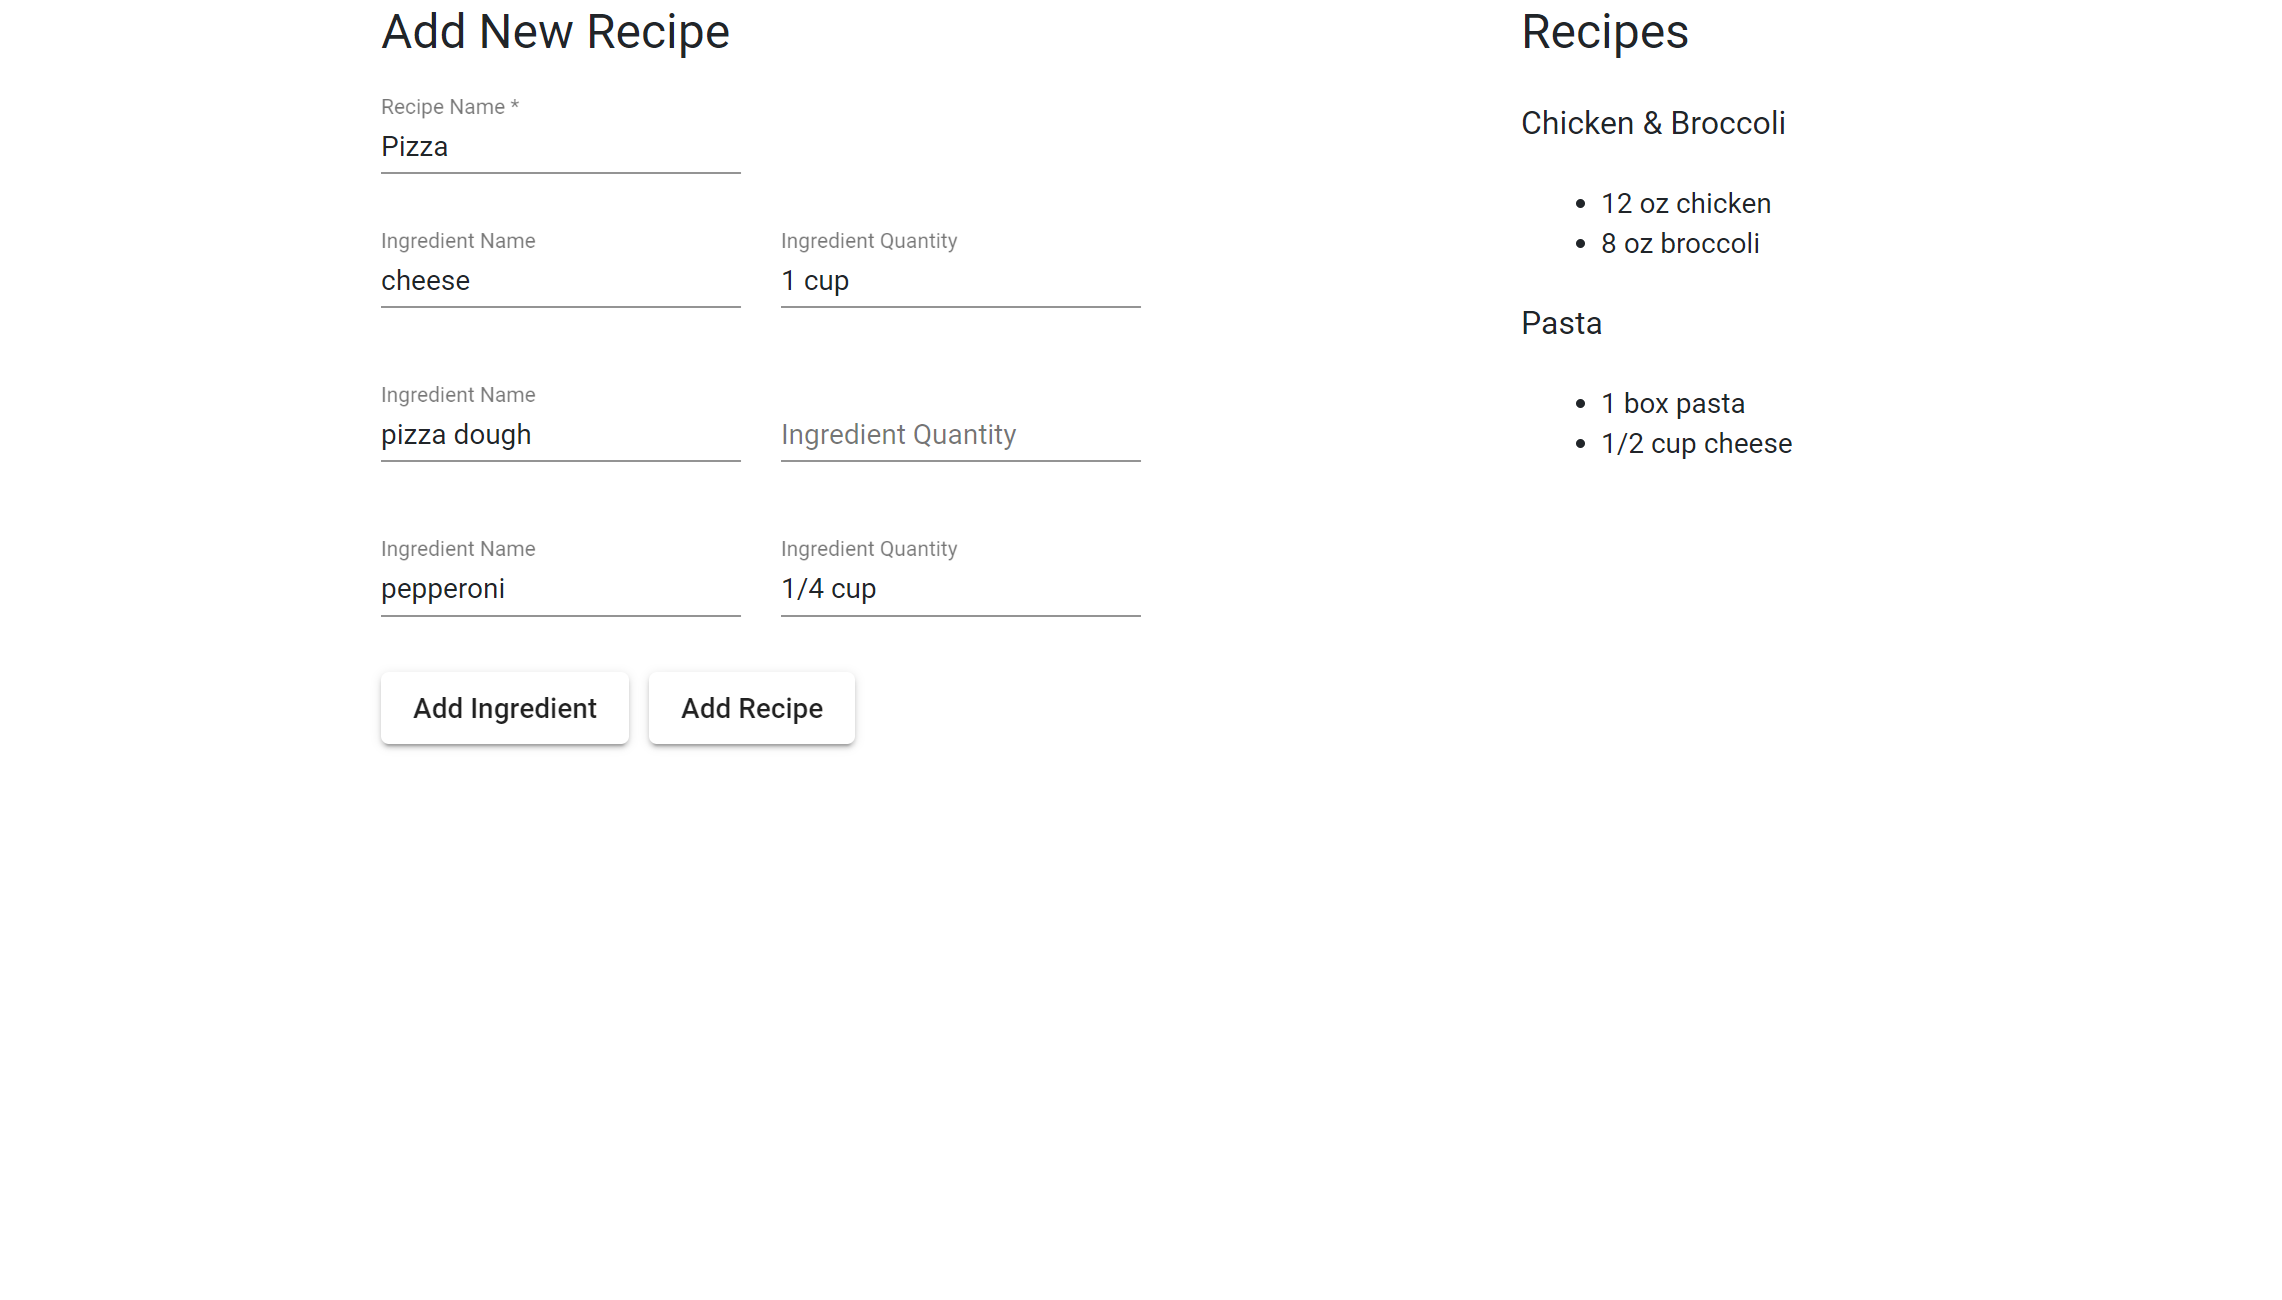 Add New Recipe
Recipe Name *
Pizza
Ingredient Name
cheese
Ingredient Quantity
1 cup
Ingredient Name
pizza dough
Ingredient Quantity
Ingredient Name
pepperoni
Ingredient Quantity
1/4 cup
Add Ingredient
Add Recipe
Recipes
Chicken & Broccoli
• 12 oz chicken
• 8 oz broccoli
Pasta
• 1 box pasta
• 1/2 cup cheese